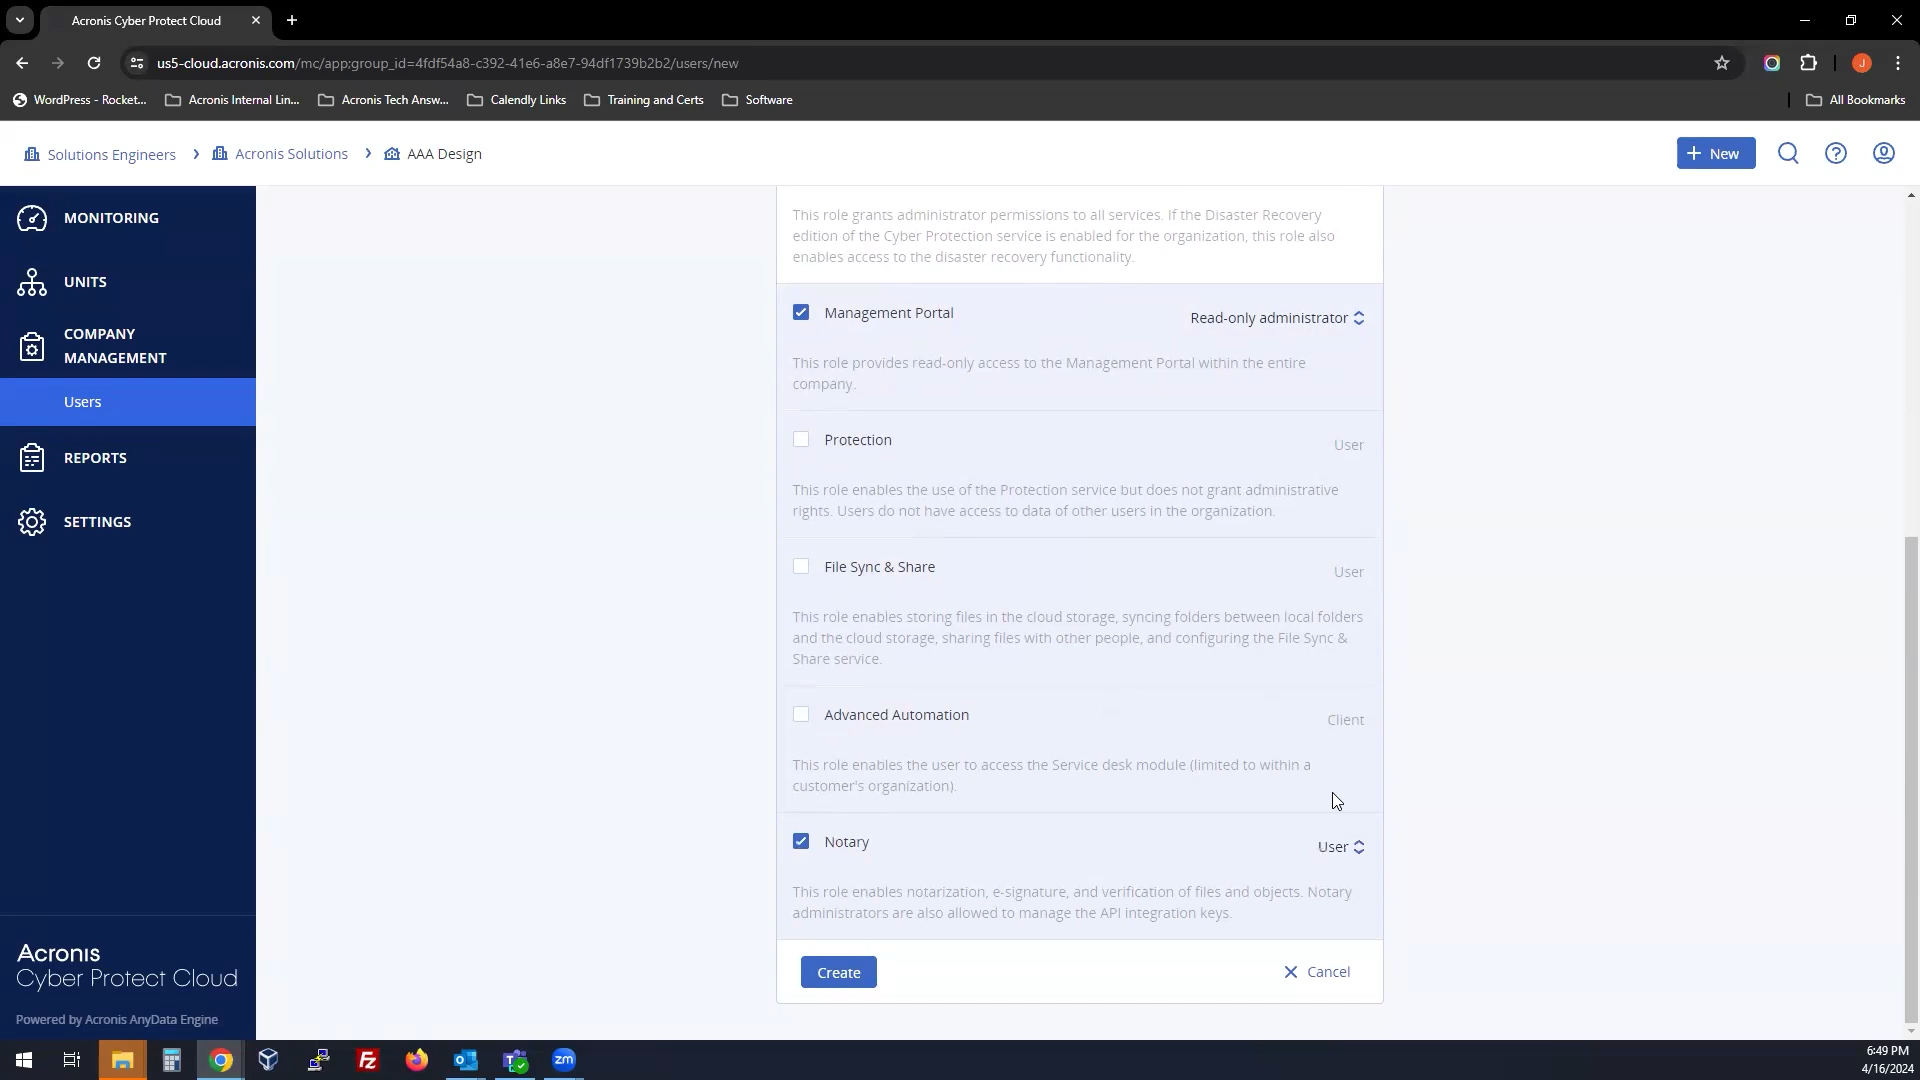 Acronis Cyber Protect Cloud
us5-cloud.acronis.com/mc/app;group_id=4fdf54a8-c392-41e6-a8e7-94df1739b2b2/users/new
J
WordPress - Rocket...
Acronis Internal Lin...
Acronis Tech Answ...
Calendly Links
Training and Certs
Software
All Bookmarks
Solutions Engineers
Acronis Solutions
AAA Design
+ New
MONITORING
UNITS
COMPANY
MANAGEMENT
Users
REPORTS
SETTINGS
This role grants administrator permissions to all services. If the Disaster Recovery
edition of the Cyber Protection service is enabled for the organization, this role also
enables access to the disaster recovery functionality.
Management Portal
Read-only administrator
This role provides read-only access to the Management Portal within the entire
company.
Protection
User
This role enables the use of the Protection service but does not grant administrative
rights. Users do not have access to data of other users in the organization.
File Sync & Share
User
This role enables storing files in the cloud storage, syncing folders between local folders
and the cloud storage, sharing files with other people, and configuring the File Sync &
Share service.
Advanced Automation
Client
This role enables the user to access the Service desk module (limited to within a
customer's organization).
Notary
User
This role enables notarization, e-signature, and verification of files and objects. Notary
administrators are also allowed to manage the API integration keys.
Create
Cancel
Acronis
Cyber Protect Cloud
Powered by Acronis AnyData Engine
zm
6:49 PM
4/16/2024